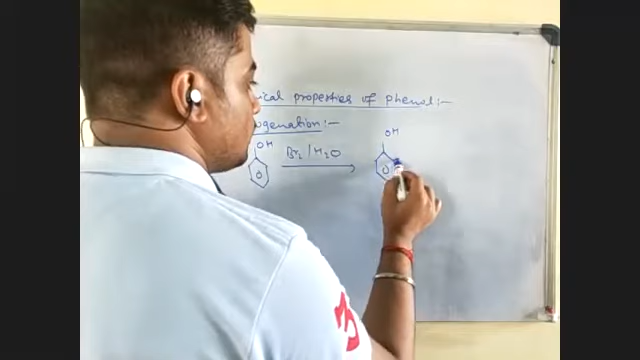 ical properties of phenol:-
ogenation:-
OH Br2/H2O OH